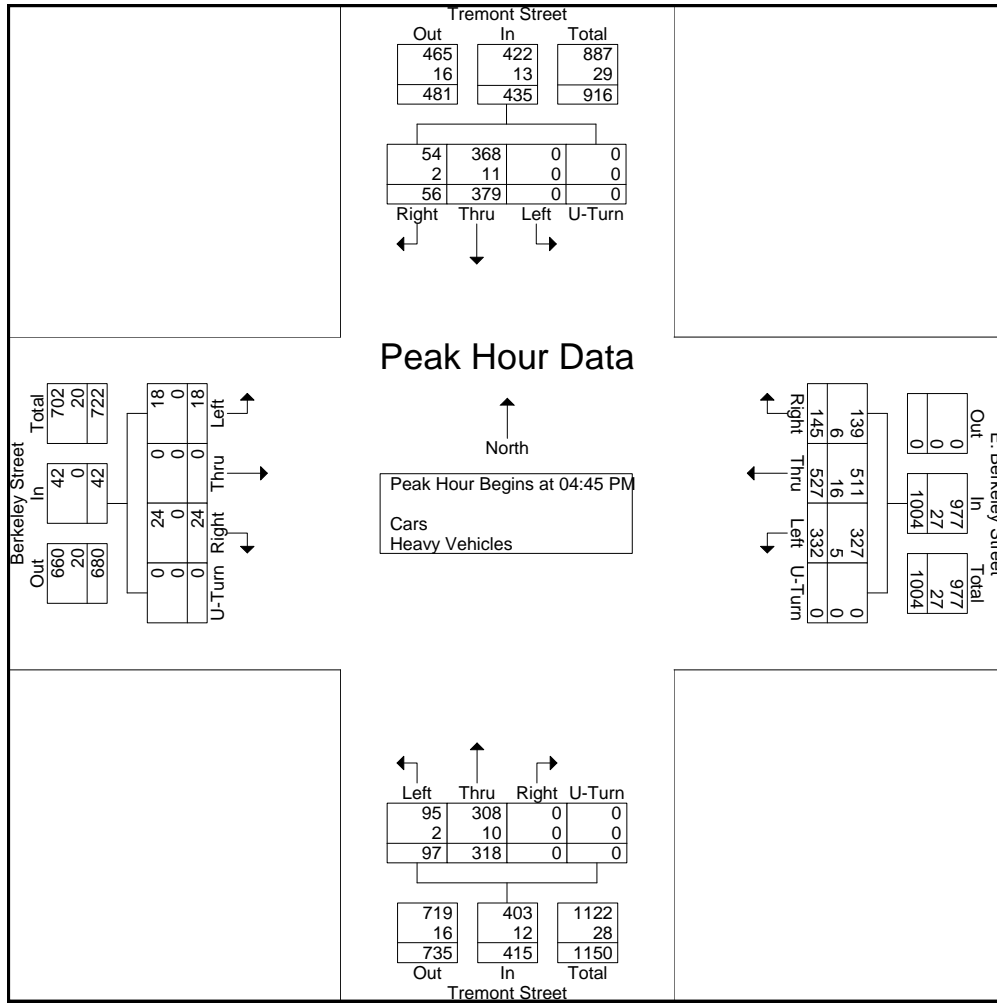 Tremont Street
Out In Total
465 422 887
16 13 29
481 435 916
54 368 0 0
2 11 0 0
56 379 0 0
Right Thru Left U-Turn
Peak Hour Data
North
Peak Hour Begins at 04:45 PM
Cars
Heavy Vehicles
Berkeley Street
Total In Out
702 42 660
20 0 20
722 42 680
18 0 24 0
0 0 0 0
18 0 24 0
Left Thru Right U-Turn
E. Berkeley Street
Out In Total
0 977 977
0 27 27
0 1004 1004
139 511 327 0
6 16 5 0
145 527 332 0
Right Thru Left U-Turn
Left Thru Right U-Turn
95 308 0 0
2 10 0 0
97 318 0 0
719 403 1122
16 12 28
735 415 1150
Out In Total
Tremont Street